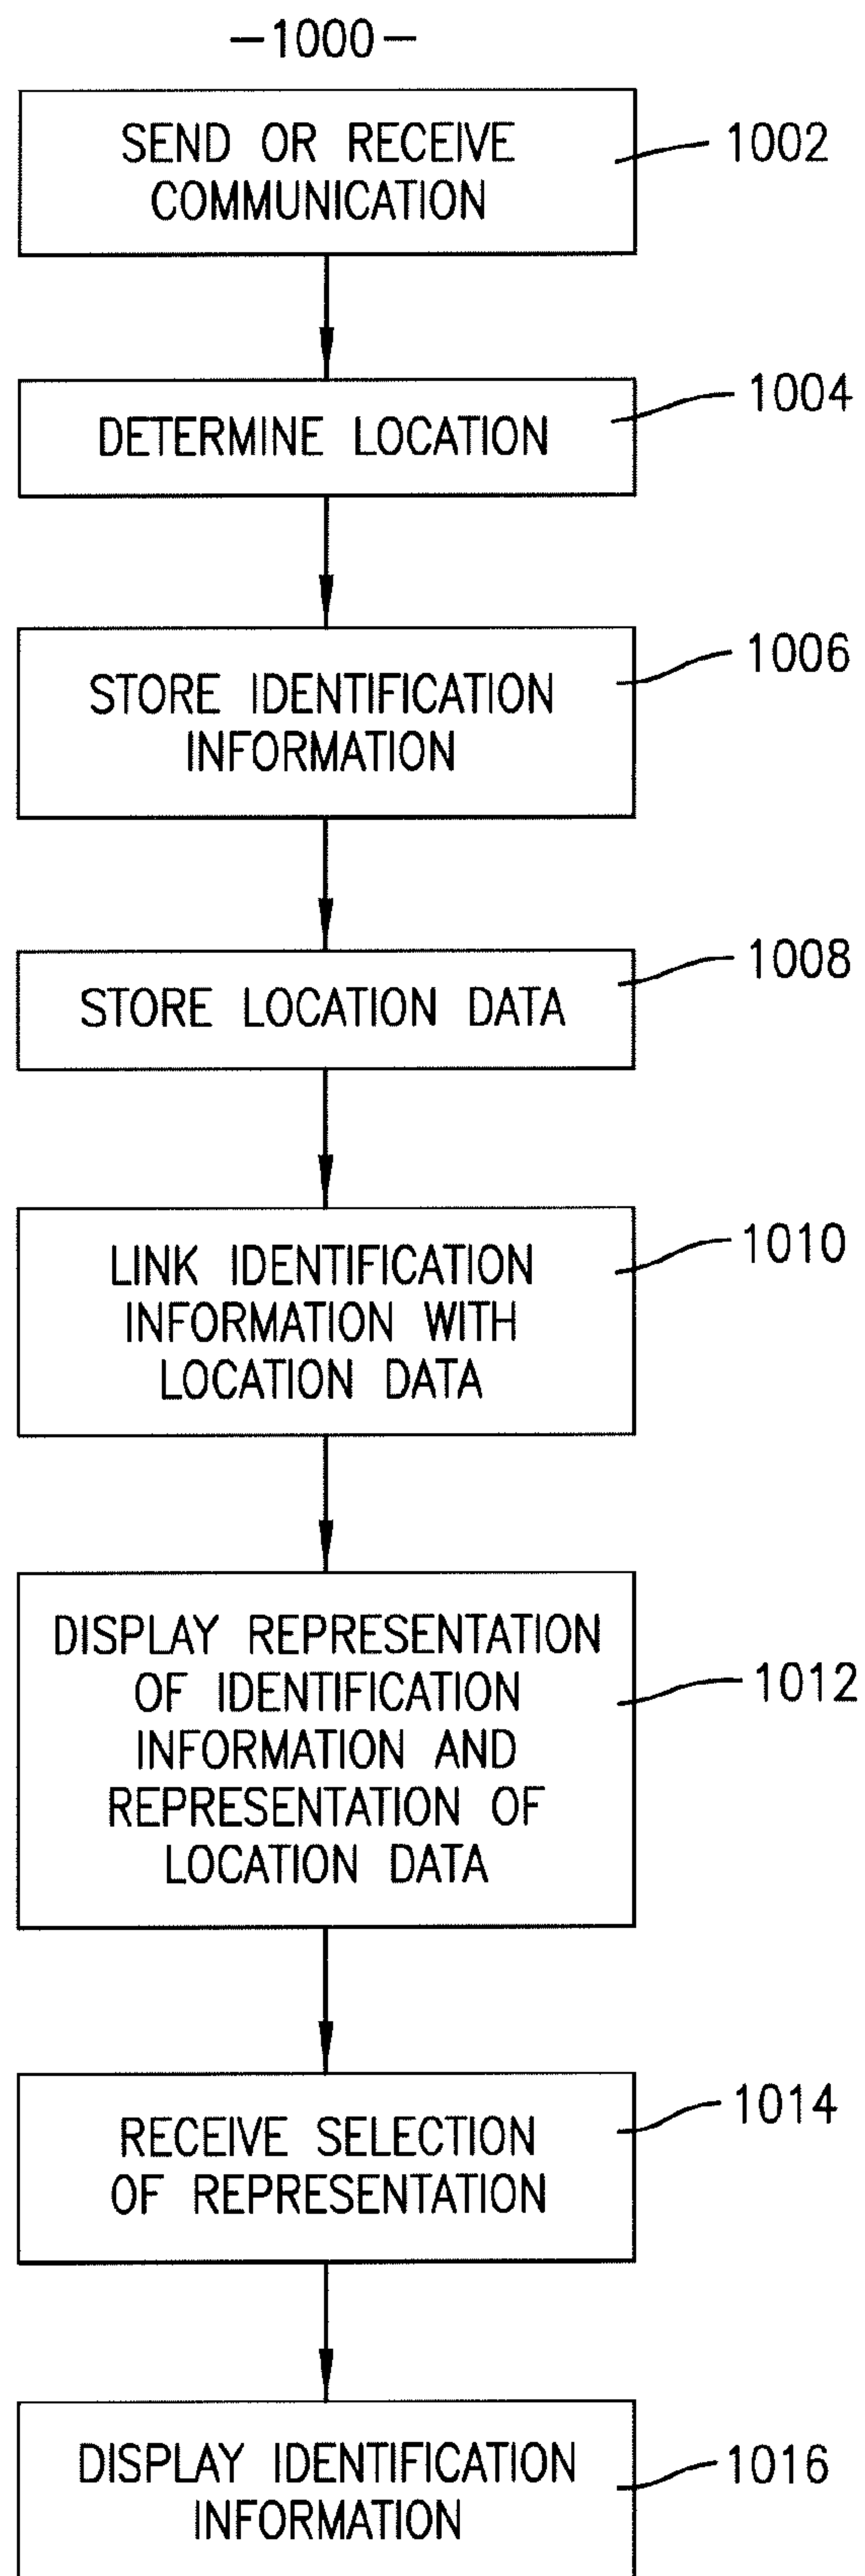 -1000-
SEND OR RECEIVE
COMMUNICATION
1002
DETERMINE LOCATION
1004
STORE IDENTIFICATION
INFORMATION
1006
STORE LOCATION DATA
1008
LINK IDENTIFICATION
INFORMATION WITH
LOCATION DATA
1010
DISPLAY REPRESENTATION
OF IDENTIFICATION
INFORMATION AND
REPRESENTATION OF
LOCATION DATA
1012
RECEIVE SELECTION
OF REPRESENTATION
1014
DISPLAY IDENTIFICATION
INFORMATION
1016